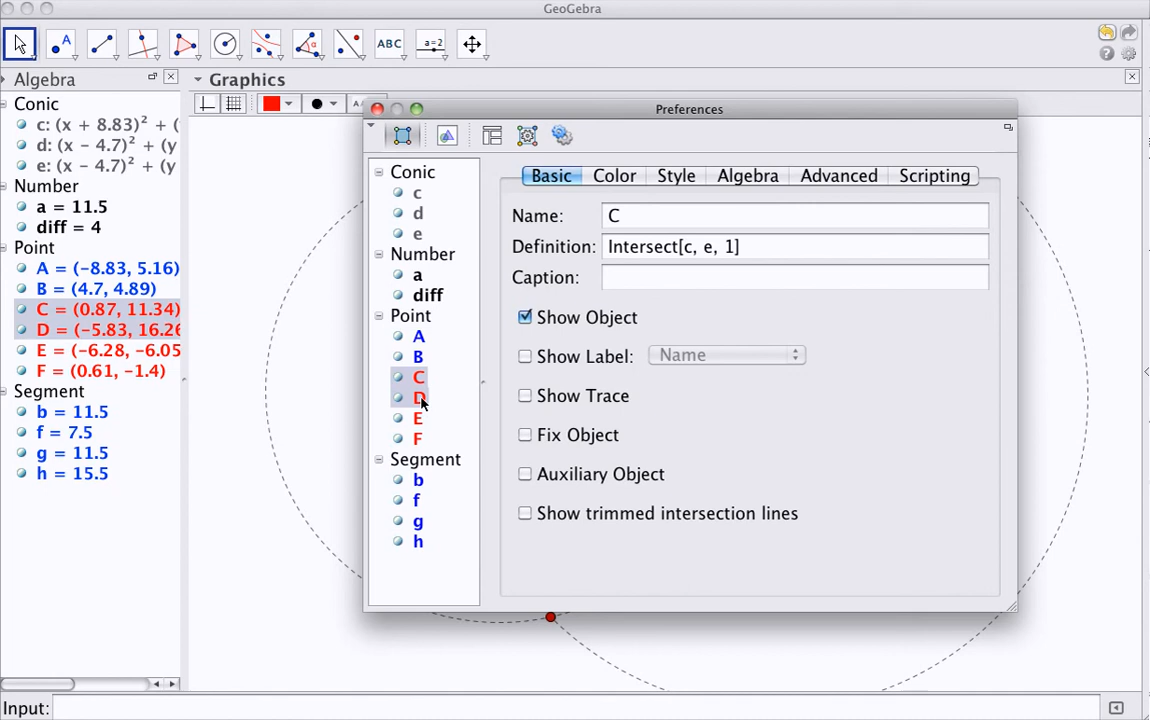 GeoGebra
A
ABC
a=2
Algebra
Graphics
Conic
c: (x + 8.83)² + (
d: (x − 4.7)² + (y
e: (x − 4.7)² + (y
Number
a = 11.5
diff = 4
Point
A = (−8.83, 5.16)
B = (4.7, 4.89)
C = (0.87, 11.34)
D = (−5.83, 16.26
E = (−6.28, −6.05
F = (0.61, −1.4)
Segment
b = 11.5
f = 7.5
g = 11.5
h = 15.5
Preferences
Conic
c
d
e
Number
a
diff
Point
A
B
C
D
E
F
Segment
b
f
g
h
Basic Color Style Algebra Advanced Scripting
Name: C
Definition: Intersect[c, e, 1]
Caption:
Show Object
Show Label: Name
Show Trace
Fix Object
Auxiliary Object
Show trimmed intersection lines
Input: